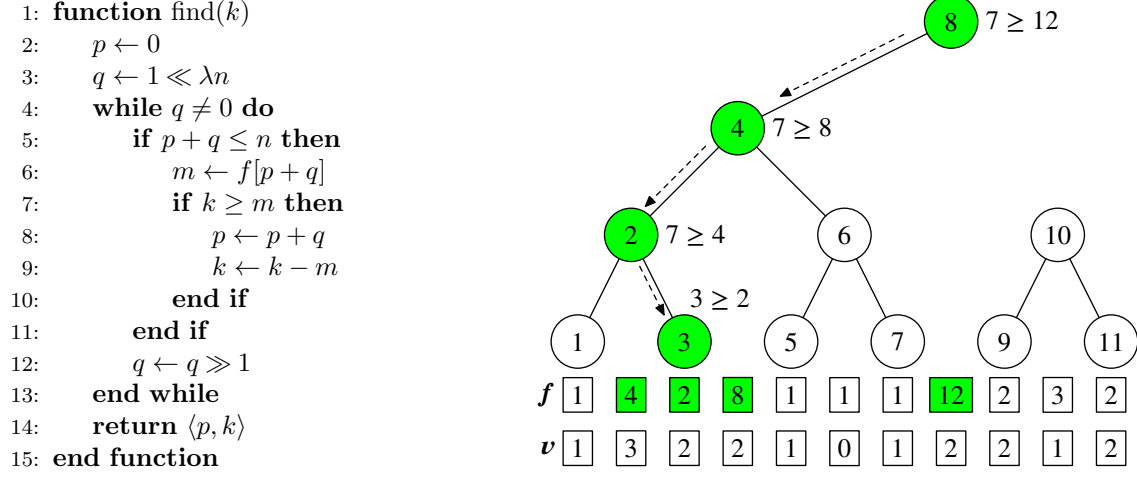 1: function find(k)
2: p ← 0
3: q ← 1 ≪ λn
4: while q ≠ 0 do
5: if p + q ≤ n then
6: m ← f[p + q]
7: if k ≥ m then
8: p ← p + q
9: k ← k − m
10: end if
11: end if
12: q ← q ≫ 1
13: end while
14: return ⟨p, k⟩
15: end function
8 7 ≥ 12
4 7 ≥ 8
2 7 ≥ 4 6 10
3 ≥ 2
1 3 5 7 9 11
f 1 4 2 8 1 1 1 12 2 3 2
v 1 3 2 2 1 0 1 2 2 1 2